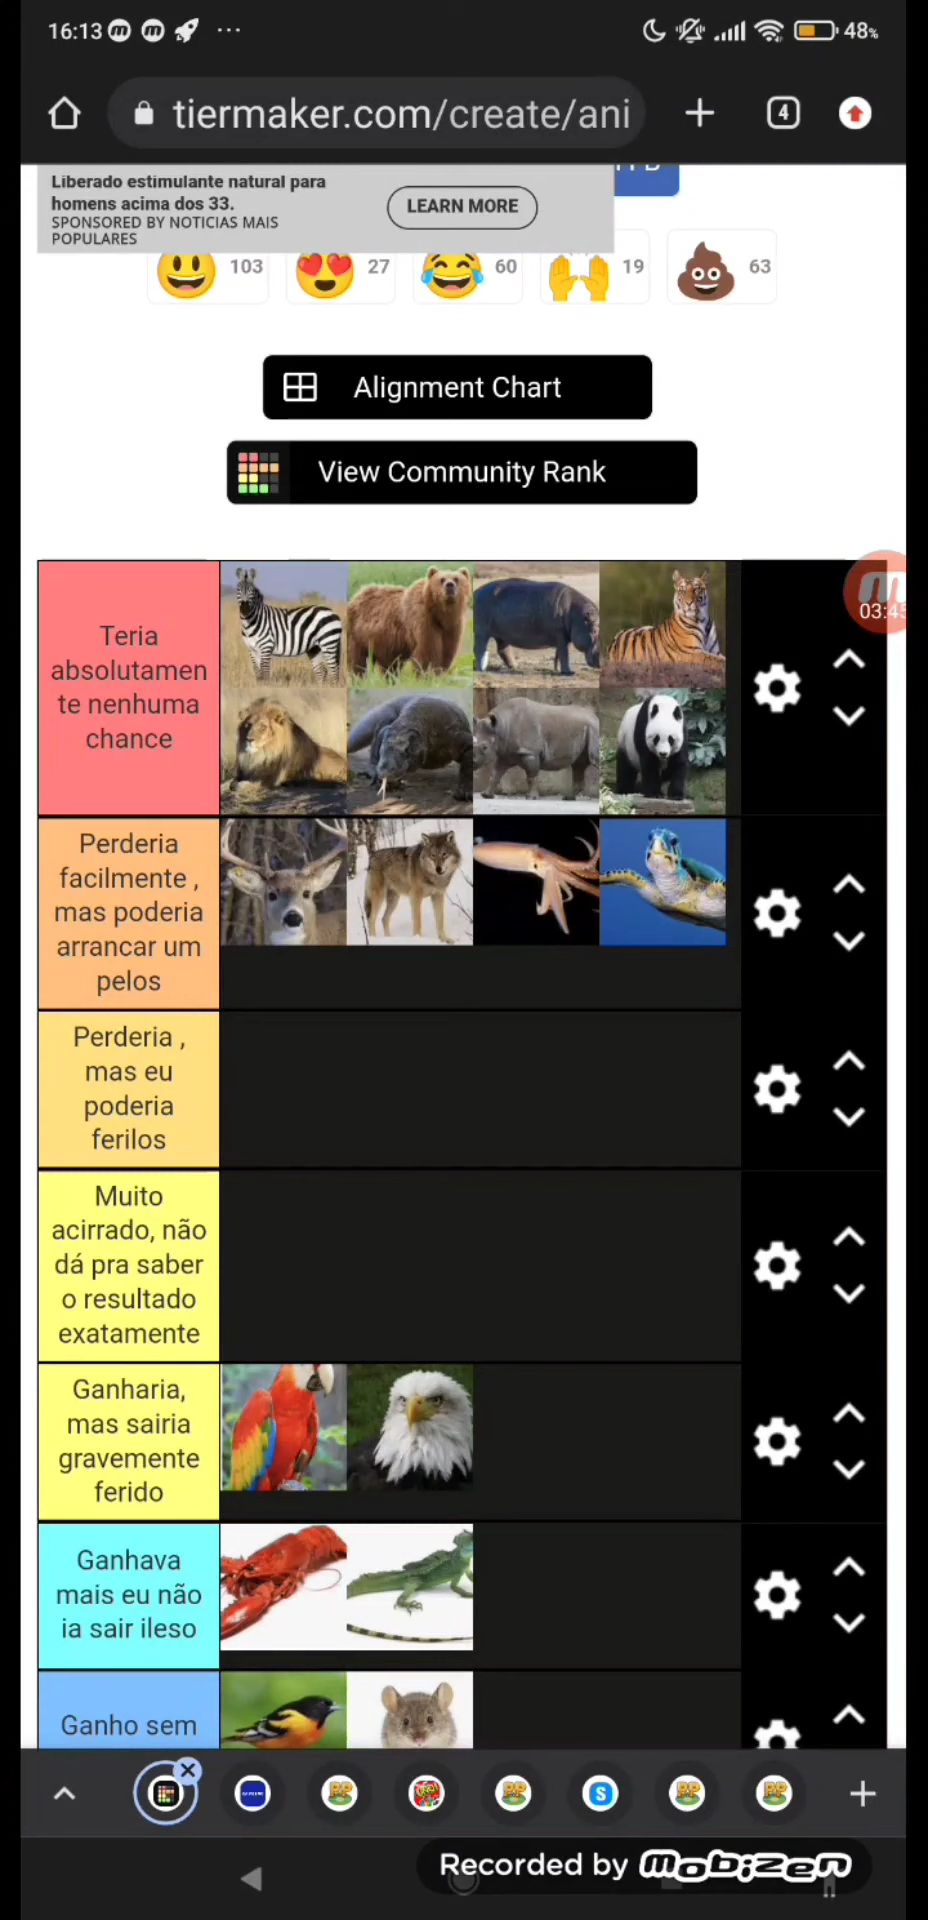 16:13
48%
tiermaker.com/create/ani
4
Liberado estimulante natural para
homens acima dos 33.
SPONSORED BY NOTICIAS MAIS
POPULARES
LEARN MORE
103
27
60
19
63
Alignment Chart
View Community Rank
03:45
Teria
absolutamen
te nenhuma
chance
Perderia
facilmente ,
mas poderia
arrancar um
pelos
Perderia ,
mas eu
poderia
ferilos
Muito
acirrado, não
dá pra saber
o resultado
exatamente
Ganharia,
mas sairia
gravemente
ferido
Ganhava
mais eu não
ia sair ileso
Ganho sem
Recorded by mobizen